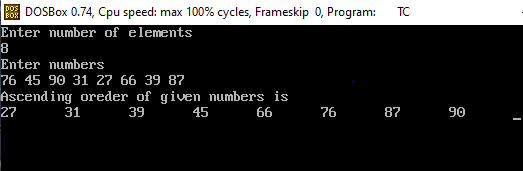 DOSBox 0.74, Cpu speed: max 100% cycles, Frameskip 0, Program: TC
Enter number of elements
8
Enter numbers
76 45 90 31 27 66 39 87
Ascending oreder of given numbers is
27 31 39 45 66 76 87 90